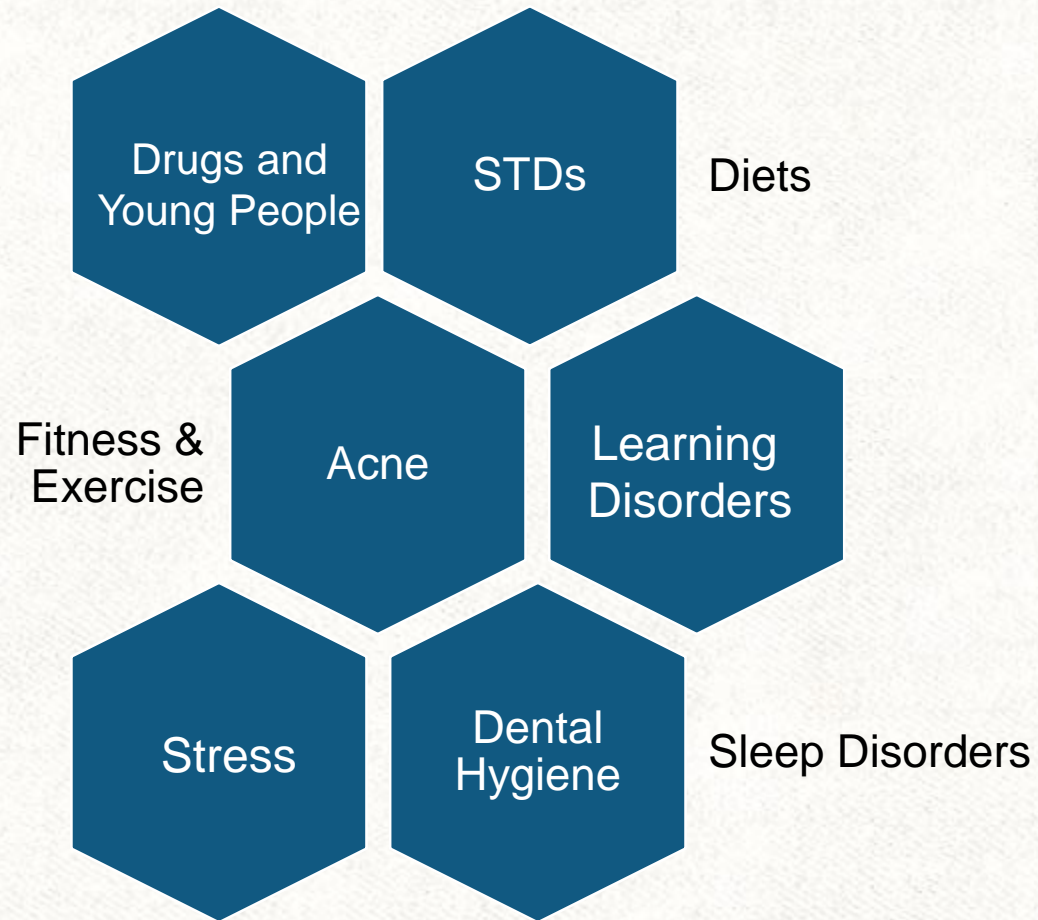 Drugs and
Young People
STDs
Diets
Fitness &
Exercise
Acne
Learning
Disorders
Stress
Dental
Hygiene
Sleep Disorders